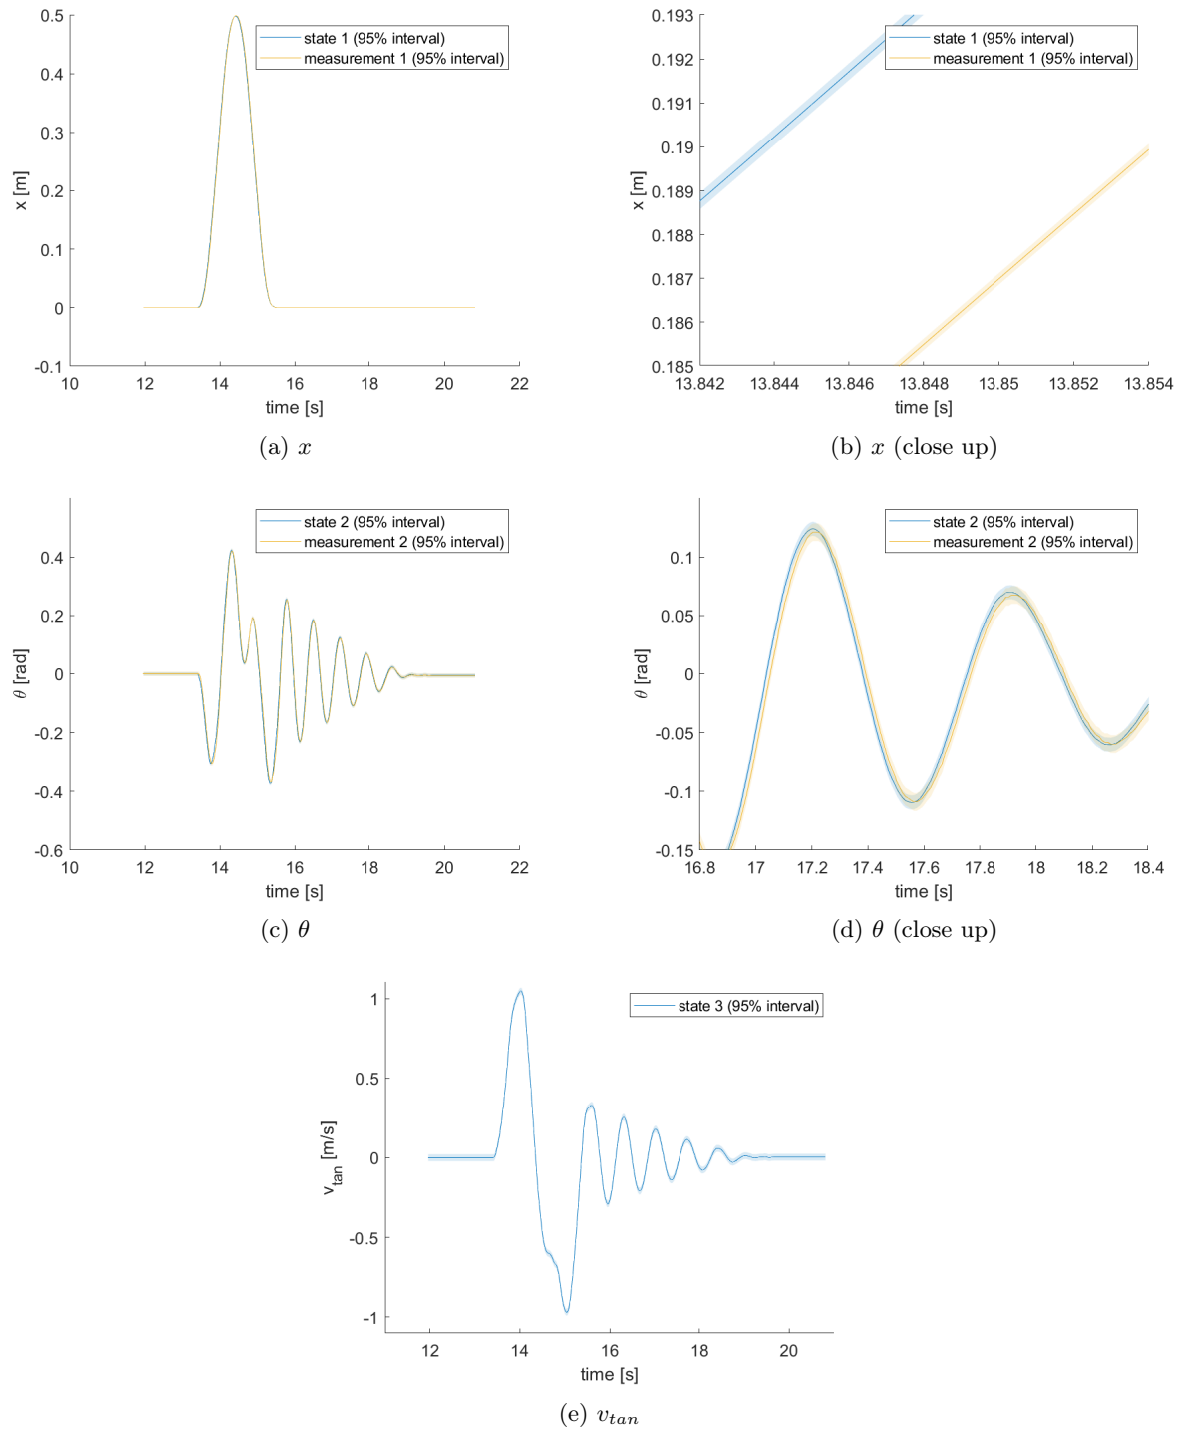 0.5
0.4
0.3
0.2
0.1
0
-0.1
10 12 14 16 18 20 22
x [m]
time [s]
state 1 (95% interval)
measurement 1 (95% interval)
(a) x
0.193
0.192
0.191
0.19
0.189
0.188
0.187
0.186
0.185
13.842 13.844 13.846 13.848 13.85 13.852 13.854
x [m]
time [s]
state 1 (95% interval)
measurement 1 (95% interval)
(b) x (close up)
0.4
0.2
0
-0.2
-0.4
-0.6
10 12 14 16 18 20 22
θ [rad]
time [s]
state 2 (95% interval)
measurement 2 (95% interval)
(c) θ
0.1
0.05
0
-0.05
-0.1
-0.15
16.8 17 17.2 17.4 17.6 17.8 18 18.2 18.4
θ [rad]
time [s]
state 2 (95% interval)
measurement 2 (95% interval)
(d) θ (close up)
1
0.5
0
-0.5
-1
12 14 16 18 20
v_tan [m/s]
time [s]
state 3 (95% interval)
(e) v_tan